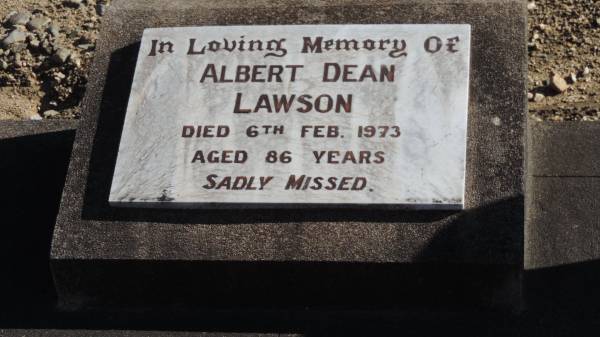 In Loving Memory Of
ALBERT DEAN
LAWSON
DIED 6TH FEB. 1973
AGED 86 YEARS
SADLY MISSED.